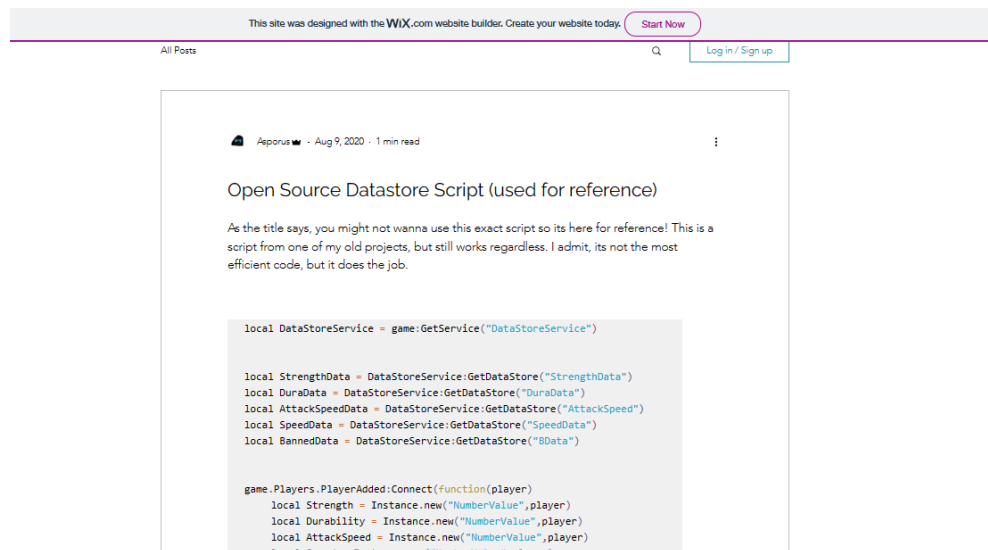 This site was designed with the WiX.com website builder. Create your website today. Start Now
All Posts Log in / Sign up
Aeporus · Aug 9, 2020 · 1 min read
Open Source Datastore Script (used for reference)
As the title says, you might not wanna use this exact script so its here for reference! This is a
script from one of my old projects, but still works regardless. I admit, its not the most
efficient code, but it does the job.
local DataStoreService = game:GetService("DataStoreService")
local StrengthData = DataStoreService:GetDataStore("StrengthData")
local DuraData = DataStoreService:GetDataStore("DuraData")
local AttackSpeedData = DataStoreService:GetDataStore("AttackSpeed")
local SpeedData = DataStoreService:GetDataStore("SpeedData")
local BannedData = DataStoreService:GetDataStore("BData")
game.Players.PlayerAdded:Connect(function(player)
local Strength = Instance.new("NumberValue",player)
local Durability = Instance.new("NumberValue",player)
local AttackSpeed = Instance.new("NumberValue",player)